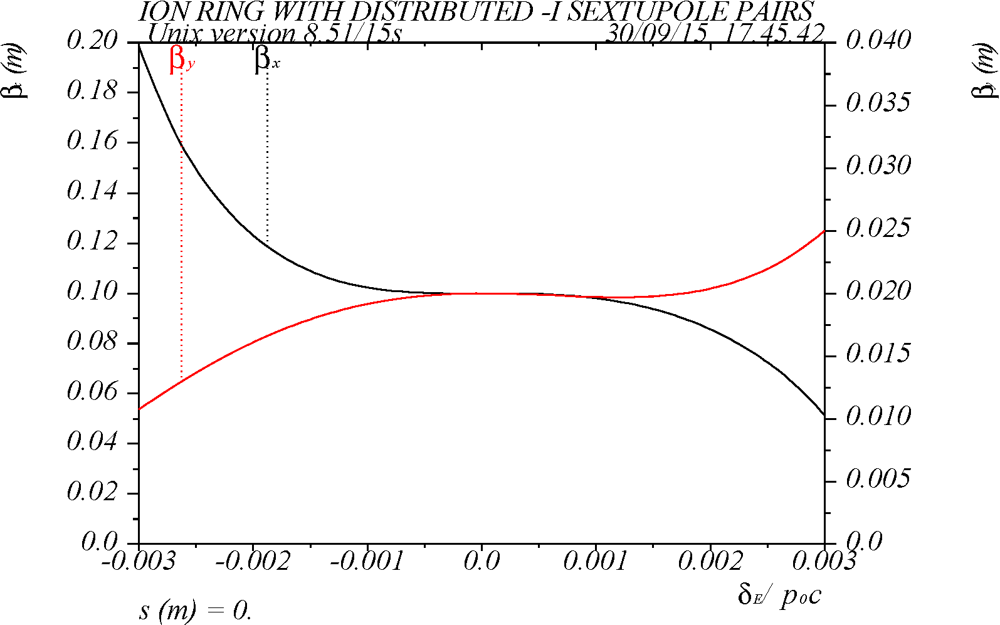 ION RING WITH DISTRIBUTED -I SEXTUPOLE PAIRS
Unix version 8.51/15s 30/09/15 17.45.42
βx (m)
βy (m)
βy βx
0.20 0.040
0.18 0.035
0.16
0.14 0.030
0.12 0.025
0.10 0.020
0.08 0.015
0.06 0.010
0.04
0.02 0.005
0.0 0.0
-0.003 -0.002 -0.001 0.0 0.001 0.002 0.003
δE/ p0c
s (m) = 0.